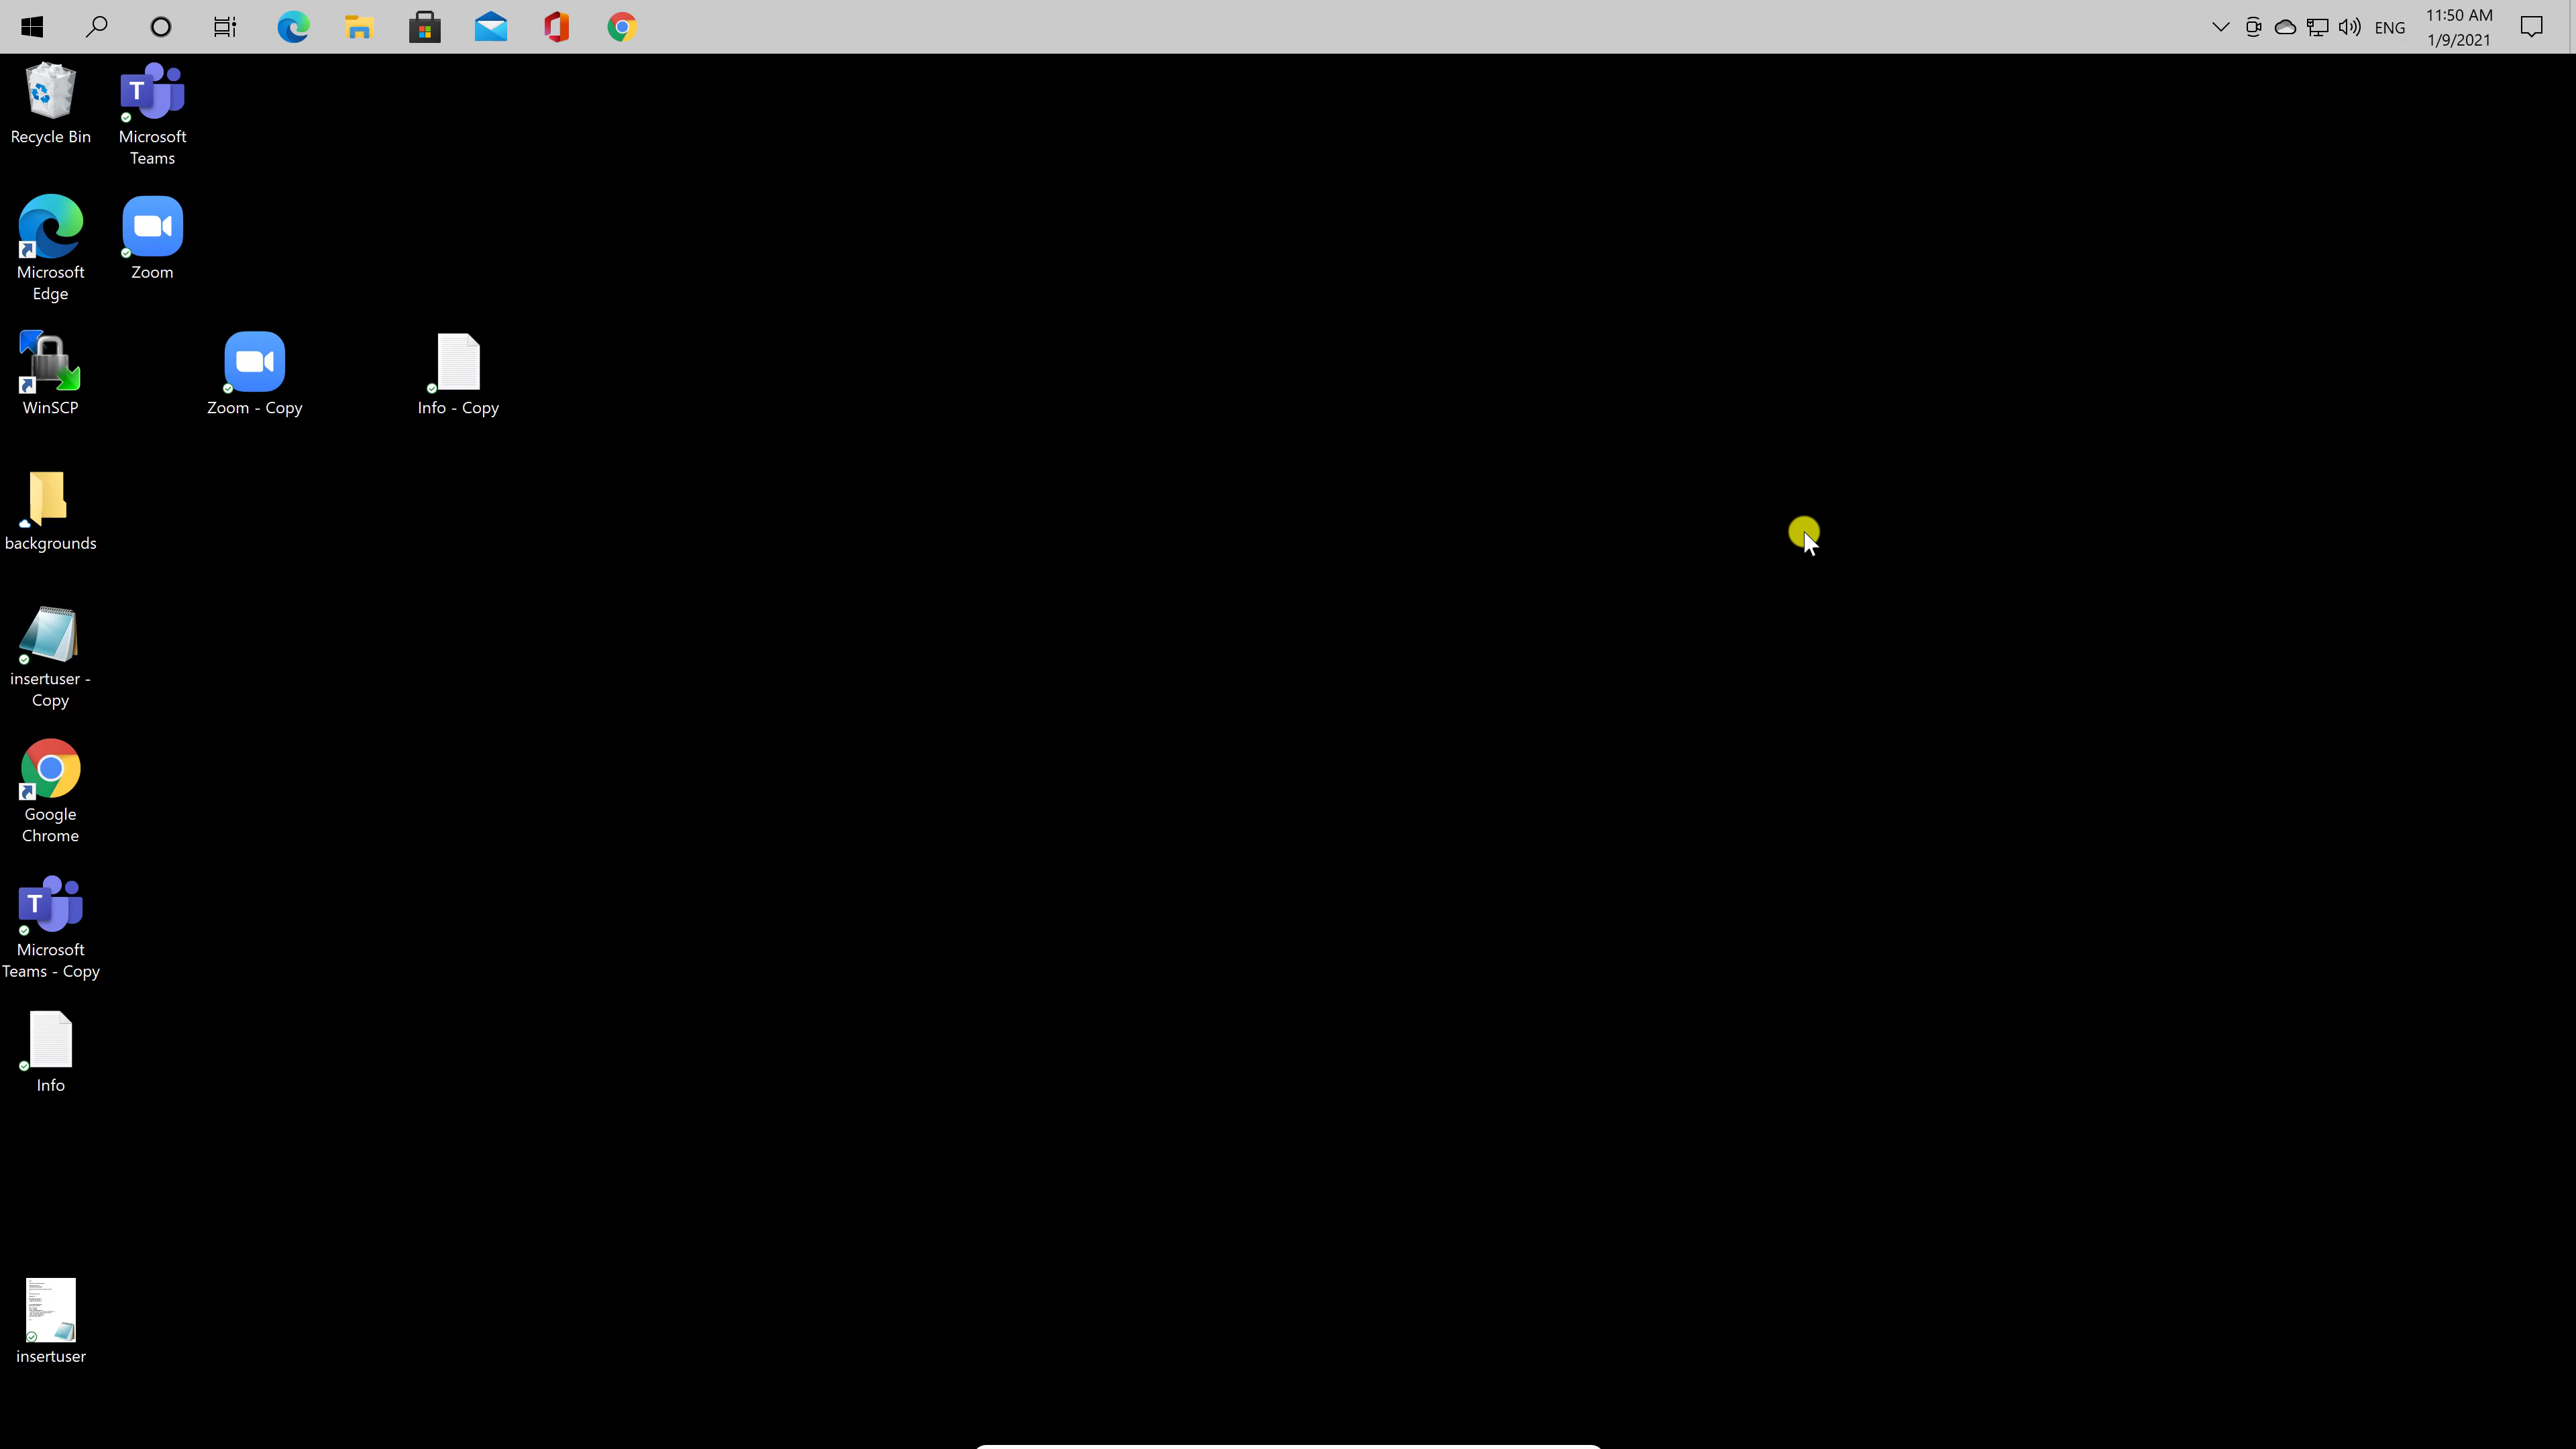 ENG
11:50 AM
1/9/2021
Recycle Bin
Microsoft
Teams
Microsoft
Edge
Zoom
WinSCP
Zoom - Copy
Info - Copy
backgrounds
insertuser -
Copy
Google
Chrome
Microsoft
Teams - Copy
Info
insertuser